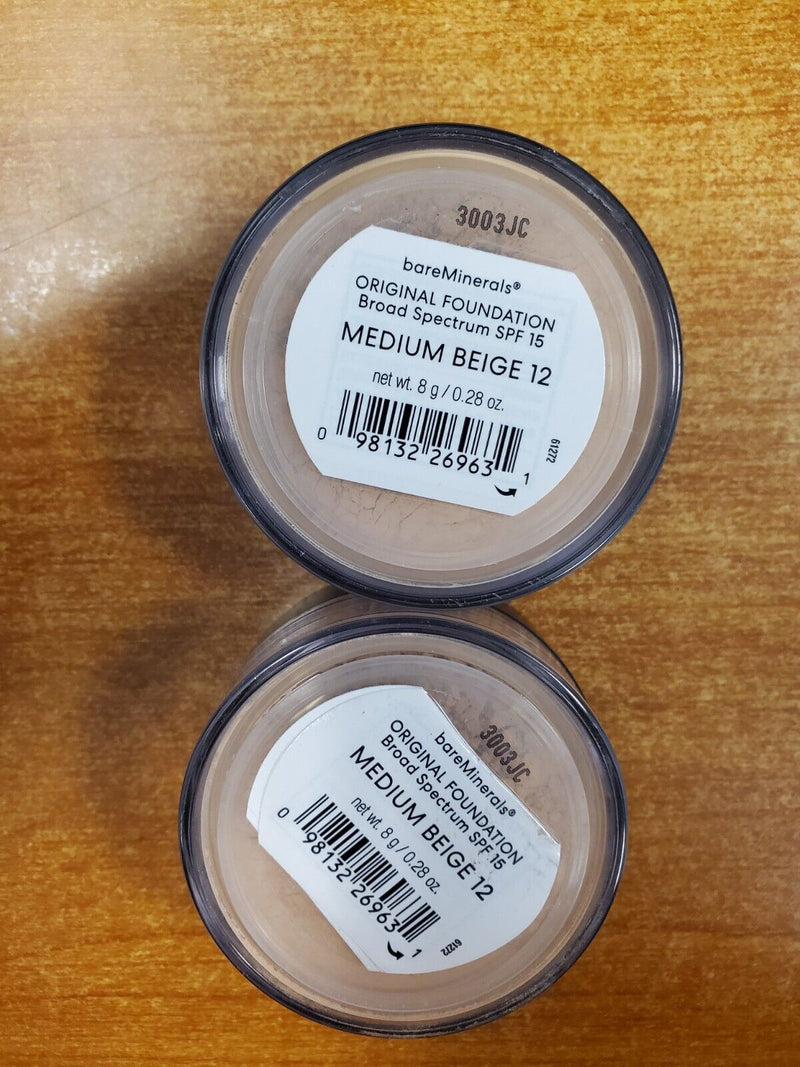 3003JC
bareMinerals®
ORIGINAL FOUNDATION
Broad Spectrum SPF 15
MEDIUM BEIGE 12
net wt. 8 g / 0.28 oz.
0 98132 26963 1
61272
3003JC
bareMinerals®
ORIGINAL FOUNDATION
Broad Spectrum SPF 15
MEDIUM BEIGE 12
net wt. 8 g / 0.28 oz.
0 98132 26963 1
61272